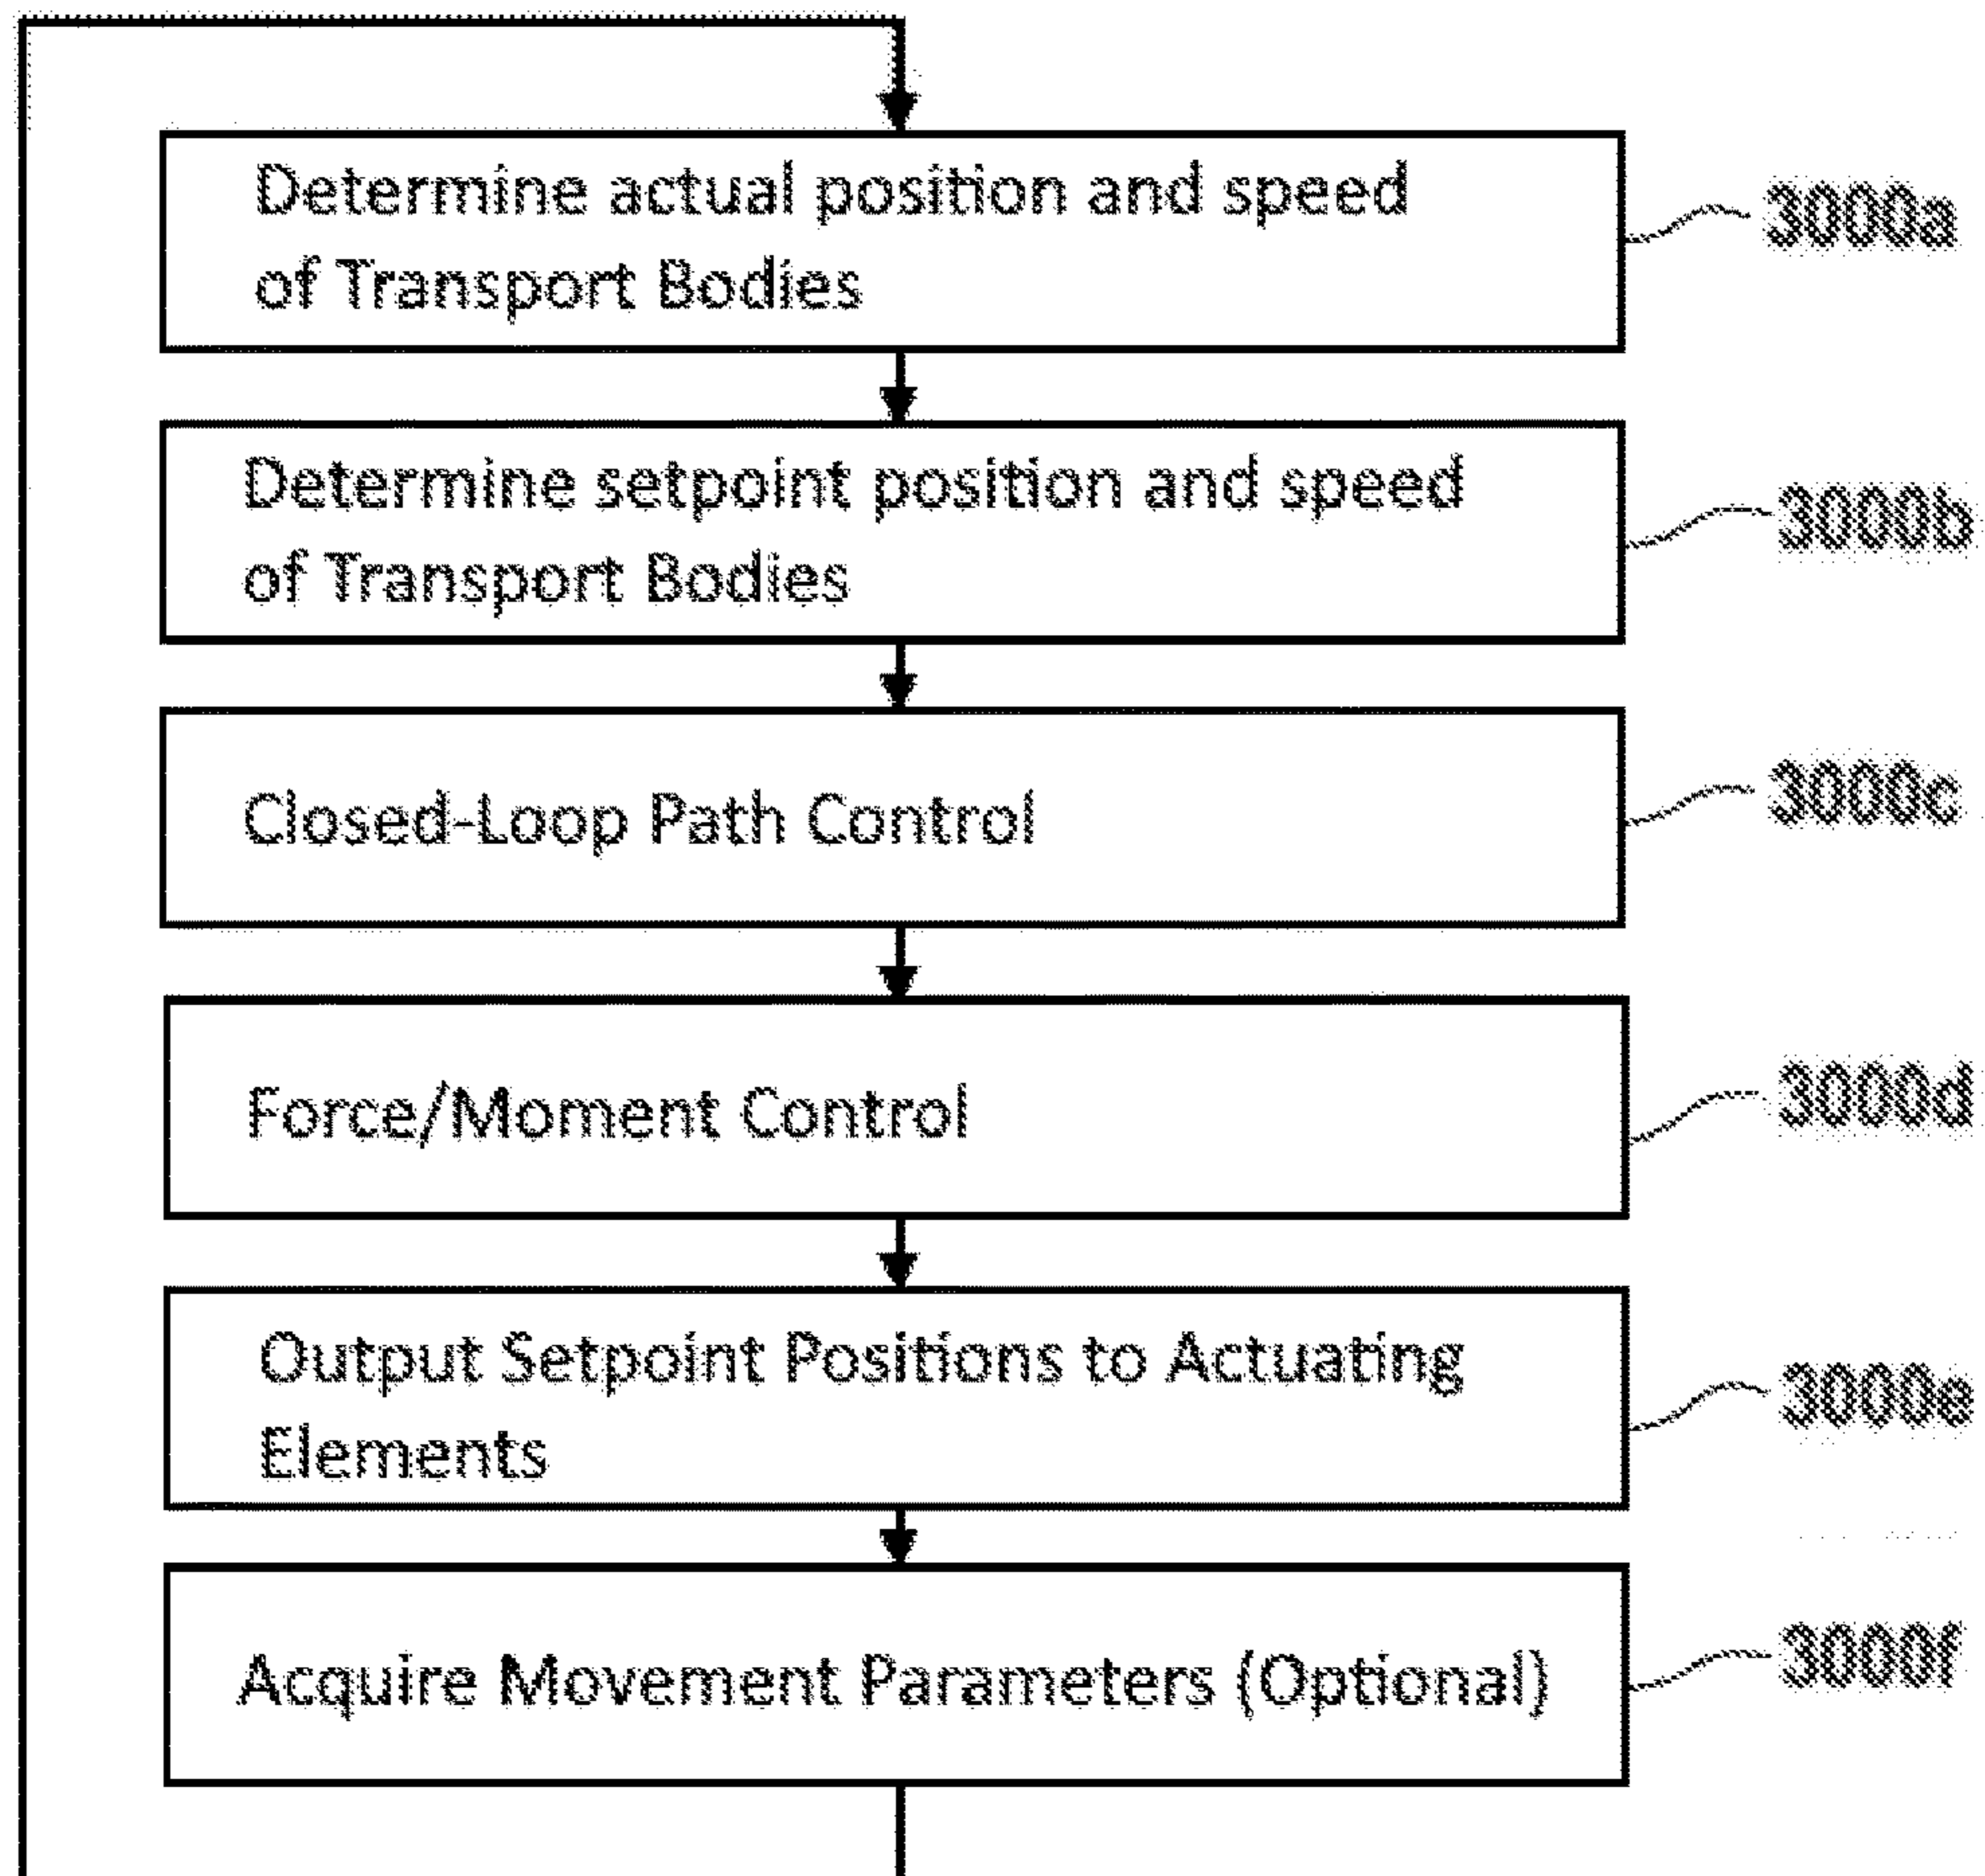 Determine actual position and speed
of Transport Bodies
3000a
Determine setpoint position and speed
of Transport Bodies
3000b
Closed-Loop Path Control
3000c
Force/Moment Control
3000d
Output Setpoint Positions to Actuating
Elements
3000e
Acquire Movement Parameters (Optional)
3000f